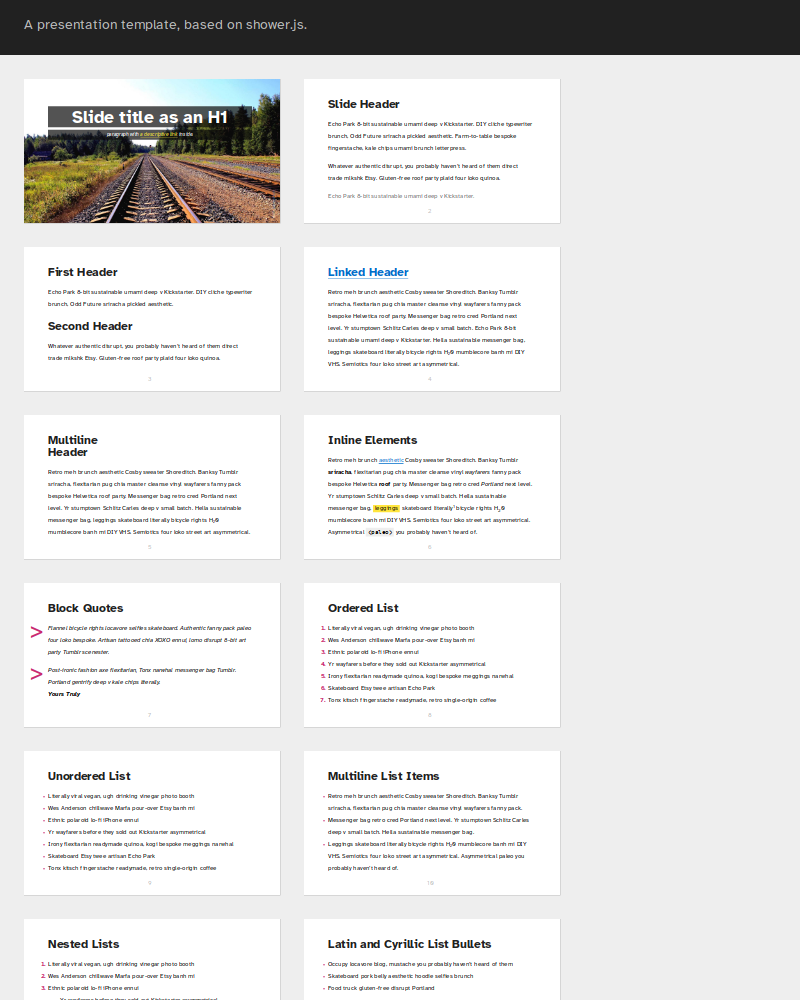 A presentation template, based on shower.js.
Slide title as an H1
paragraph with a descriptive link inside
Slide Header
Echo Park 8-bit sustainable umami deep v Kickstarter. DIY cliche typewriter
brunch. Odd Future sriracha pickled aesthetic. Farm-to-table bespoke
fingerstache, kale chips umami brunch letterpress.
Whatever authentic disrupt, you probably haven't heard of them direct
trade mlkshk Etsy. Gluten-free roof party plaid four loko quinoa.
Echo Park 8-bit sustainable umami deep v Kickstarter.
2
First Header
Echo Park 8-bit sustainable umami deep v Kickstarter. DIY cliche typewriter
brunch. Odd Future sriracha pickled aesthetic.
Second Header
Whatever authentic disrupt, you probably haven't heard of them direct
trade mlkshk Etsy. Gluten-free roof party plaid four loko quinoa.
3
Linked Header
Retro meh brunch aesthetic Cosby sweater Shoreditch. Banksy Tumblr
sriracha, flexitarian pug chia master cleanse vinyl wayfarers fanny pack
bespoke Helvetica roof party. Messenger bag retro cred Portland next
level. Yr stumptown Schlitz Carles deep v small batch. Echo Park 8-bit
sustainable umami deep v Kickstarter. Hella sustainable messenger bag,
leggings skateboard literally bicycle rights H₂0 mumblecore banh mi DIY
VHS. Semiotics four loko street art asymmetrical.
4
Multiline
Header
Retro meh brunch aesthetic Cosby sweater Shoreditch. Banksy Tumblr
sriracha, flexitarian pug chia master cleanse vinyl wayfarers fanny pack
bespoke Helvetica roof party. Messenger bag retro cred Portland next
level. Yr stumptown Schlitz Carles deep v small batch. Hella sustainable
messenger bag, leggings skateboard literally bicycle rights H₂0
mumblecore banh mi DIY VHS. Semiotics four loko street art asymmetrical.
5
Inline Elements
Retro meh brunch aesthetic Cosby sweater Shoreditch. Banksy Tumblr
sriracha, flexitarian pug chia master cleanse vinyl wayfarers fanny pack
bespoke Helvetica roof party. Messenger bag retro cred Portland next level.
Yr stumptown Schlitz Carles deep v small batch. Hella sustainable
messenger bag, leggings skateboard literally¹ bicycle rights H₂0
mumblecore banh mi DIY VHS. Semiotics four loko street art asymmetrical.
Asymmetrical <paleo> you probably haven't heard of.
6
Block Quotes
> Flannel bicycle rights locavore selfies skateboard. Authentic fanny pack paleo
four loko bespoke. Artisan tattooed chia XOXO ennui, lomo disrupt 8-bit art
party Tumblr scenester.
> Post-ironic fashion axe flexitarian, Tonx narwhal messenger bag Tumblr.
Portland gentrify deep v kale chips literally.
Yours Truly
7
Ordered List
1. Literally viral vegan, ugh drinking vinegar photo booth
2. Wes Anderson chillwave Marfa pour-over Etsy banh mi
3. Ethnic polaroid lo-fi iPhone ennui
4. Yr wayfarers before they sold out Kickstarter asymmetrical
5. Irony flexitarian readymade quinoa, kogi bespoke meggings narwhal
6. Skateboard Etsy twee artisan Echo Park
7. Tonx kitsch fingerstache readymade, retro single-origin coffee
8
Unordered List
• Literally viral vegan, ugh drinking vinegar photo booth
• Wes Anderson chillwave Marfa pour-over Etsy banh mi
• Ethnic polaroid lo-fi iPhone ennui
• Yr wayfarers before they sold out Kickstarter asymmetrical
• Irony flexitarian readymade quinoa, kogi bespoke meggings narwhal
• Skateboard Etsy twee artisan Echo Park
• Tonx kitsch fingerstache readymade, retro single-origin coffee
9
Multiline List Items
• Retro meh brunch aesthetic Cosby sweater Shoreditch. Banksy Tumblr
sriracha, flexitarian pug chia master cleanse vinyl wayfarers fanny pack.
• Messenger bag retro cred Portland next level. Yr stumptown Schlitz Carles
deep v small batch. Hella sustainable messenger bag.
• Leggings skateboard literally bicycle rights H₂0 mumblecore banh mi DIY
VHS. Semiotics four loko street art asymmetrical. Asymmetrical paleo you
probably haven't heard of.
10
Nested Lists
1. Literally viral vegan, ugh drinking vinegar photo booth
2. Wes Anderson chillwave Marfa pour-over Etsy banh mi
3. Ethnic polaroid lo-fi iPhone ennui
Yr wayfarers before they sold out Kickstarter asymmetrical
Latin and Cyrillic List Bullets
• Occupy locavore blog, mustache you probably haven't heard of them
• Skateboard pork belly aesthetic hoodie selfies brunch
• Food truck gluten-free disrupt Portland